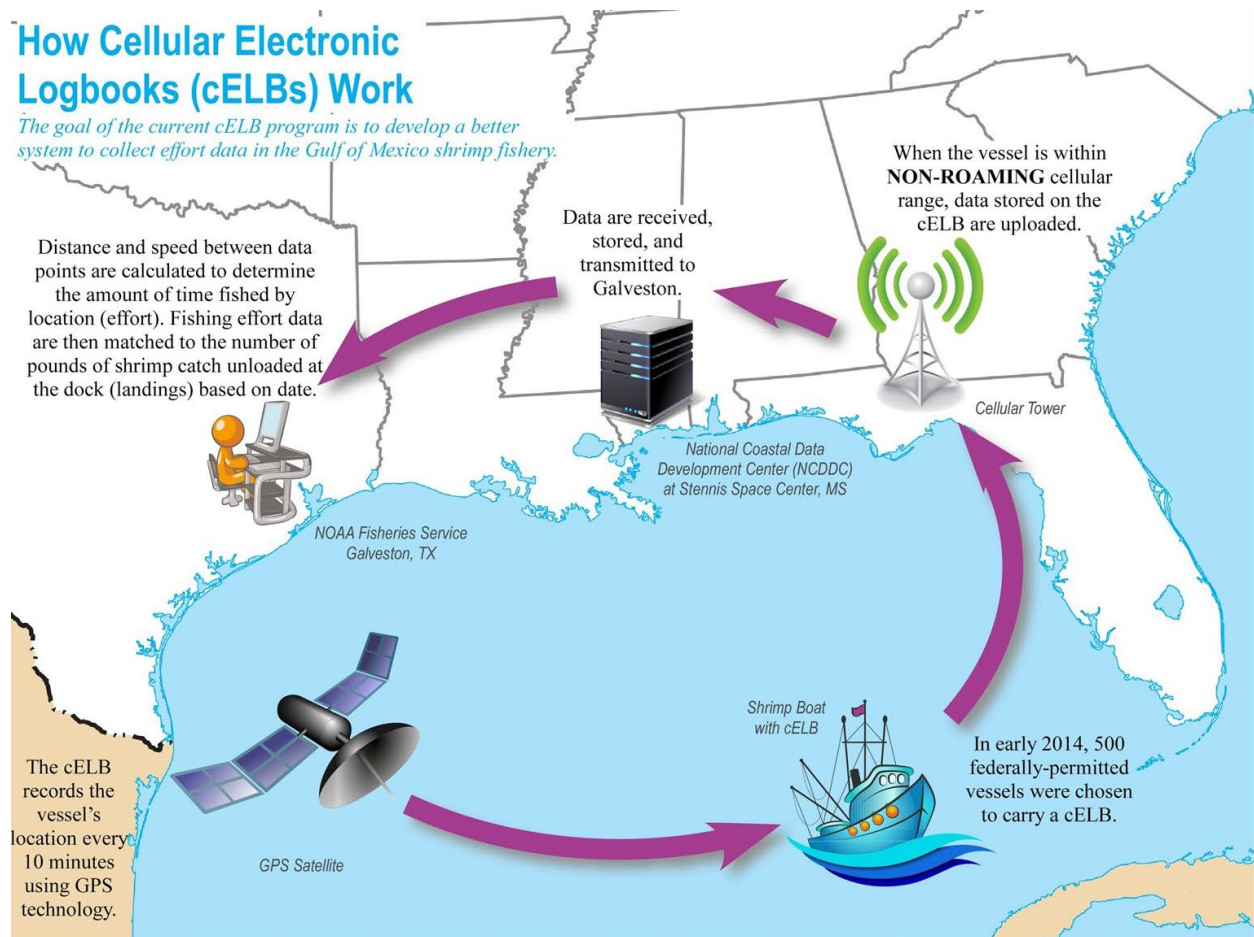 How Cellular Electronic
Logbooks (cELBs) Work
The goal of the current cELB program is to develop a better
system to collect effort data in the Gulf of Mexico shrimp fishery.
When the vessel is within
NON-ROAMING cellular
range, data stored on the
cELB are uploaded.
Data are received,
stored, and
transmitted to
Galveston.
Distance and speed between data
points are calculated to determine
the amount of time fished by
location (effort). Fishing effort data
are then matched to the number of
pounds of shrimp catch unloaded at
the dock (landings) based on date.
Cellular Tower
National Coastal Data
Development Center (NCDDC)
at Stennis Space Center, MS
NOAA Fisheries Service
Galveston, TX
Shrimp Boat
with cELB
In early 2014, 500
federally-permitted
vessels were chosen
to carry a cELB.
The cELB
records the
vessel's
location every
10 minutes
using GPS
technology.
GPS Satellite